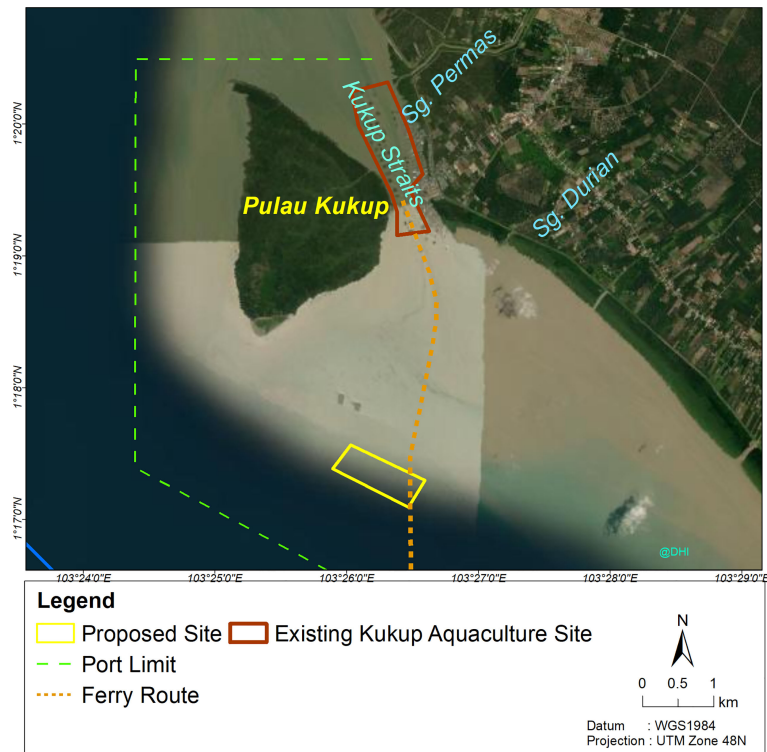 1°20'0"N
1°19'0"N
1°18'0"N
1°17'0"N
Kukup Straits
Sg. Permas
Pulau Kukup
Sg. Durian
@DHI
103°24'0"E 103°25'0"E 103°26'0"E 103°27'0"E 103°28'0"E 103°29'0"E
Legend
Proposed Site Existing Kukup Aquaculture Site
Port Limit
Ferry Route
N
0 0.5 1
km
Datum : WGS1984
Projection : UTM Zone 48N